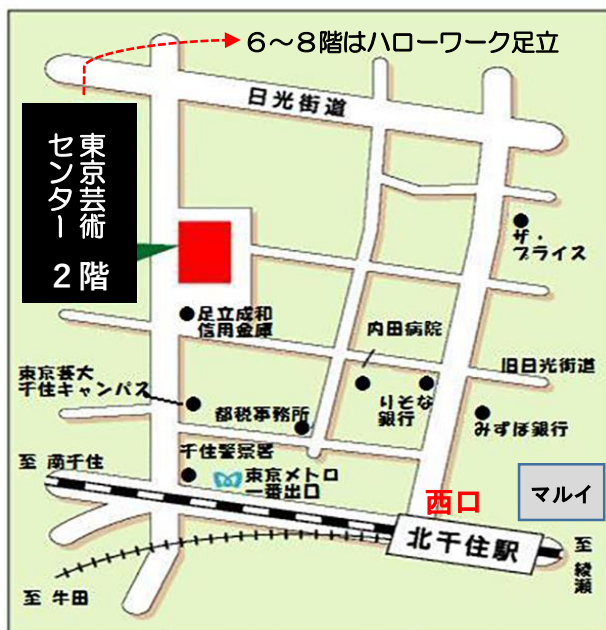 6～8階はハローワーク足立
日光街道
東京芸術
センター 2階
ザ・
プライス
足立成和
信用金庫
内田病院
旧日光街道
東京芸大
千住キャンパス
りそな
銀行
都税事務所
みずほ銀行
千住警察署
至 南千住
東京メトロ
一番出口
西口
マルイ
北千住駅
至 綾瀬
至 牛田